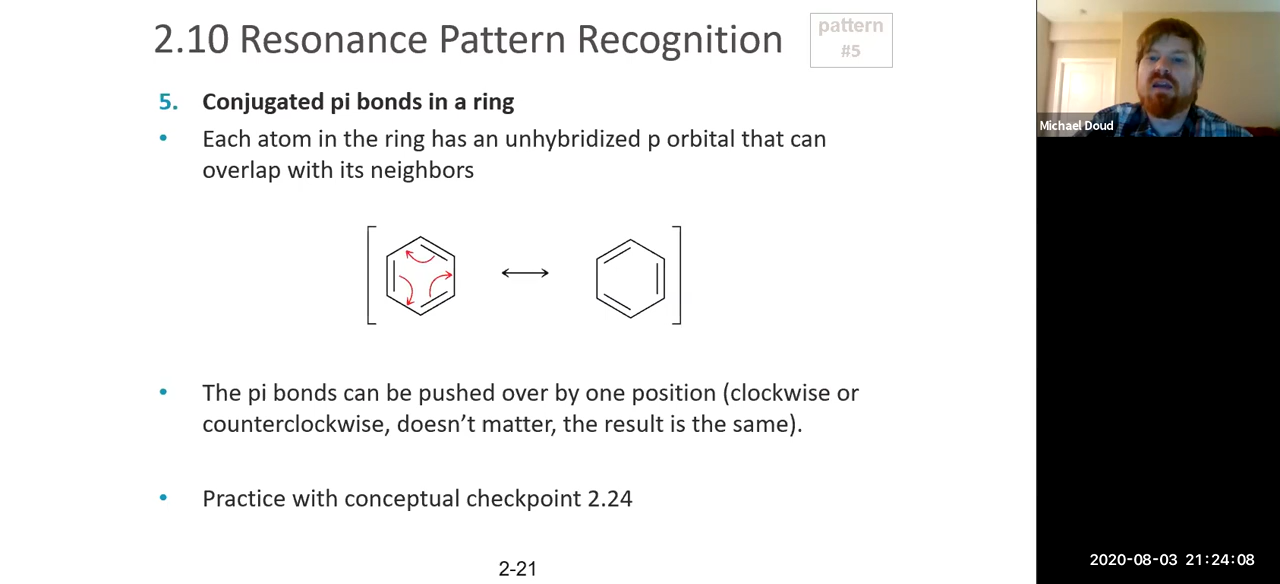 2.10 Resonance Pattern Recognition
pattern
#5
5. Conjugated pi bonds in a ring
• Each atom in the ring has an unhybridized p orbital that can
overlap with its neighbors
• The pi bonds can be pushed over by one position (clockwise or
counterclockwise, doesn’t matter, the result is the same).
• Practice with conceptual checkpoint 2.24
2-21
Michael Doud
2020-08-03 21:24:08